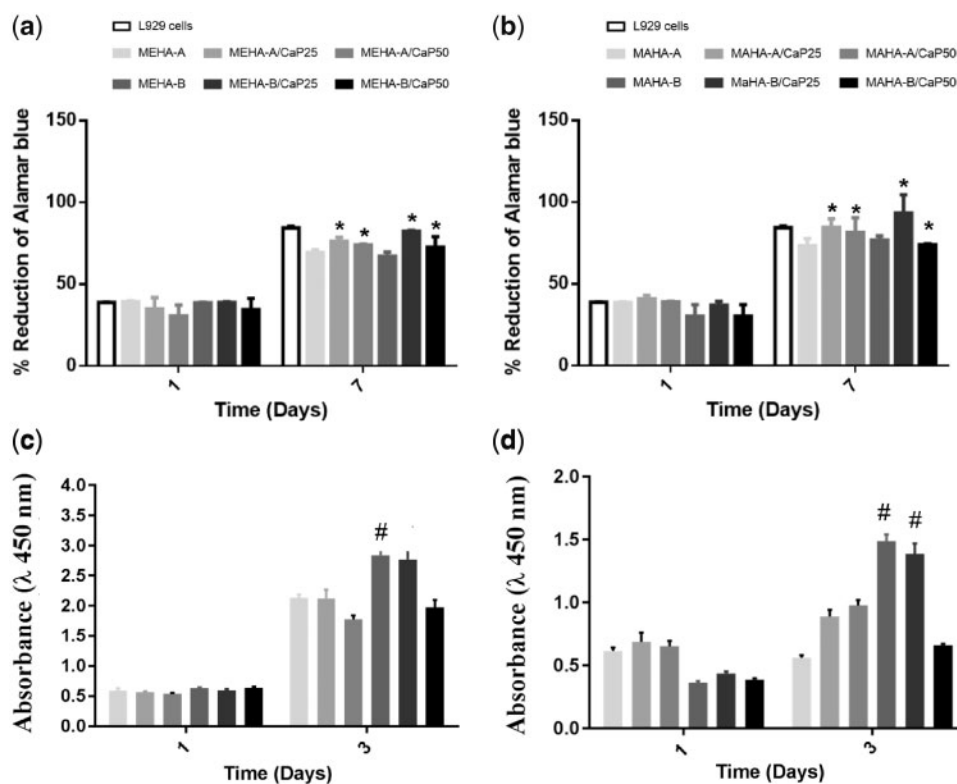 (a)
L929 cells
MEHA-A MEHA-A/CaP25 MEHA-A/CaP50
MEHA-B MEHA-B/CaP25 MEHA-B/CaP50
% Reduction of Alamar blue
150
100
50
0
* * * *
1 7
Time (Days)
(b)
L929 cells
MAHA-A MAHA-A/CaP25 MAHA-A/CaP50
MAHA-B MaHA-B/CaP25 MAHA-B/CaP50
% Reduction of Alamar blue
150
100
50
0
* * * *
1 7
Time (Days)
(c)
Absorbance (λ 450 nm)
4.0
3.5
3.0
2.5
2.0
1.5
1.0
0.5
0.0
#
1 3
Time (Days)
(d)
Absorbance (λ 450 nm)
2.0
1.5
1.0
0.5
0.0
# #
1 3
Time (Days)